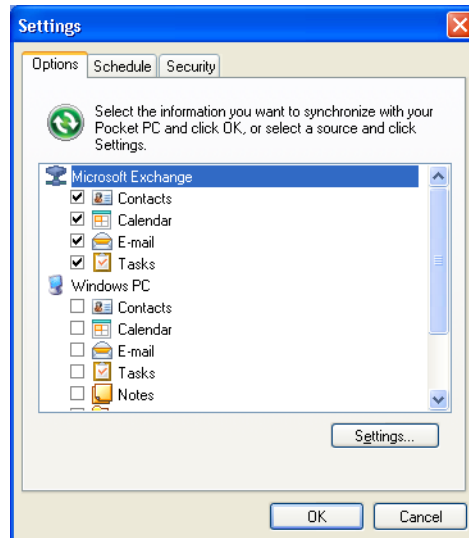 Settings
Options Schedule Security
Select the information you want to synchronize with your
Pocket PC and click OK, or select a source and click
Settings.
Microsoft Exchange
Contacts
Calendar
E-mail
Tasks
Windows PC
Contacts
Calendar
E-mail
Tasks
Notes
Settings...
OK Cancel